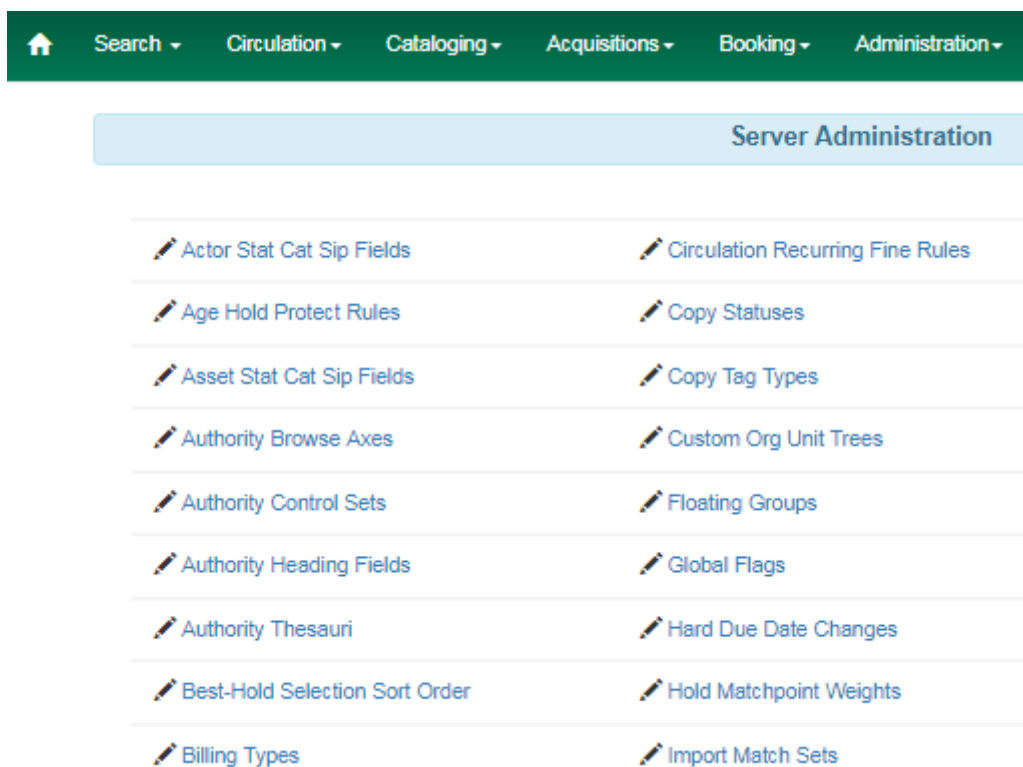 Search Circulation Cataloging Acquisitions Booking Administration
Server Administration
Actor Stat Cat Sip Fields
Age Hold Protect Rules
Asset Stat Cat Sip Fields
Authority Browse Axes
Authority Control Sets
Authority Heading Fields
Authority Thesauri
Best-Hold Selection Sort Order
Billing Types
Circulation Recurring Fine Rules
Copy Statuses
Copy Tag Types
Custom Org Unit Trees
Floating Groups
Global Flags
Hard Due Date Changes
Hold Matchpoint Weights
Import Match Sets